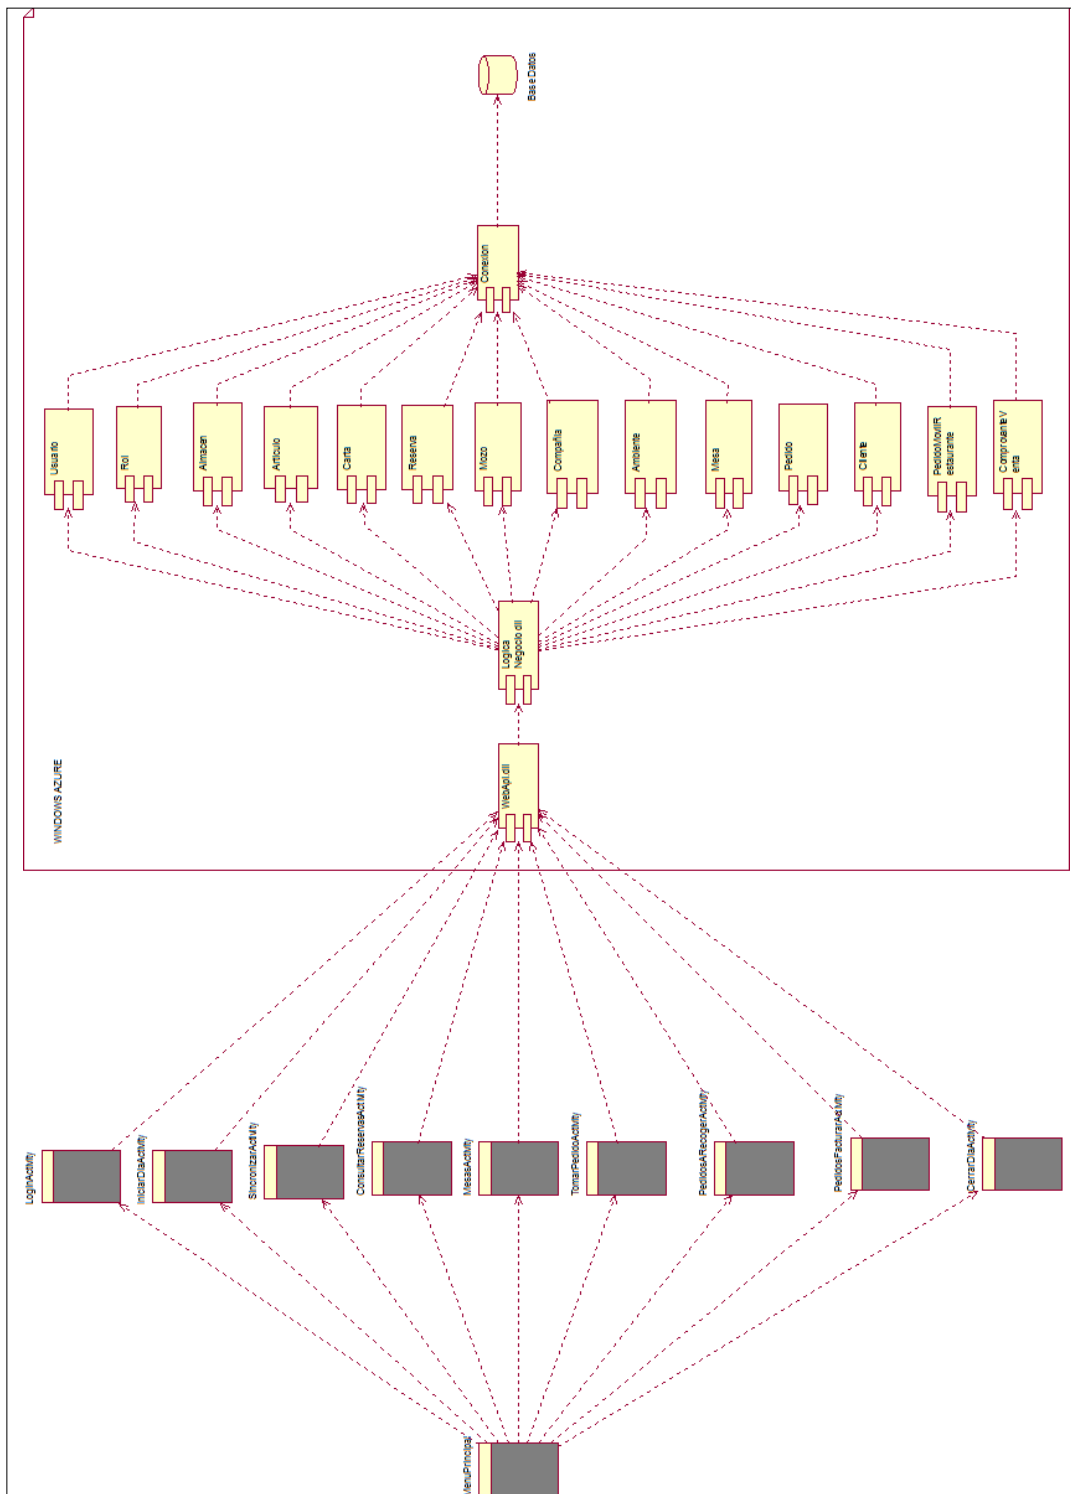 Base Datos
Conexion
Usuario
Rol
Almacen
Articulo
Carta
Reserva
Mozo
Compañia
Ambiente
Mesa
Pedido
Cliente
PedidoMovilR
estaurante
ComprobanteV
enta
Logica
Negocio.dll
WebApi.dll
WINDOWS AZURE
LoginActivity
IniciarDiaActivity
SincronizarActivity
ConsultarReservasActivity
MesasActivity
TomarPedidoActivity
PedidosARecogerActivity
PedidosFacturarActivity
CerrarDiaActivity
MenuPrincipal